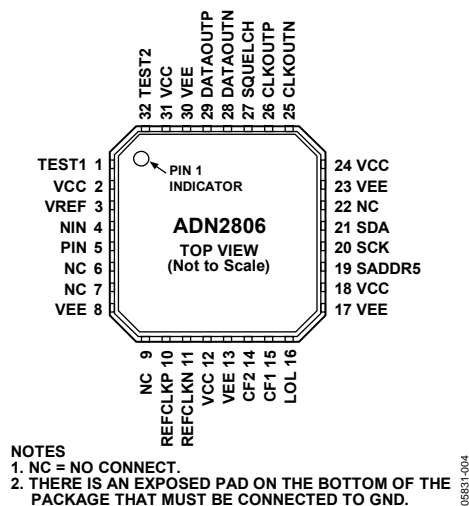 32 TEST2
31 VCC
30 VEE
29 DATAOUTP
28 DATAOUTN
27 SQUELCH
26 CLKOUTP
25 CLKOUTN
TEST1 1
VCC 2
VREF 3
NIN 4
PIN 5
NC 6
NC 7
VEE 8
PIN 1
INDICATOR
ADN2806
TOP VIEW
(Not to Scale)
24 VCC
23 VEE
22 NC
21 SDA
20 SCK
19 SADDR5
18 VCC
17 VEE
NC 9
REFCLKP 10
REFCLKN 11
VCC 12
VEE 13
CF2 14
CF1 15
LOL 16
NOTES
1. NC = NO CONNECT.
2. THERE IS AN EXPOSED PAD ON THE BOTTOM OF THE
PACKAGE THAT MUST BE CONNECTED TO GND.
05831-004